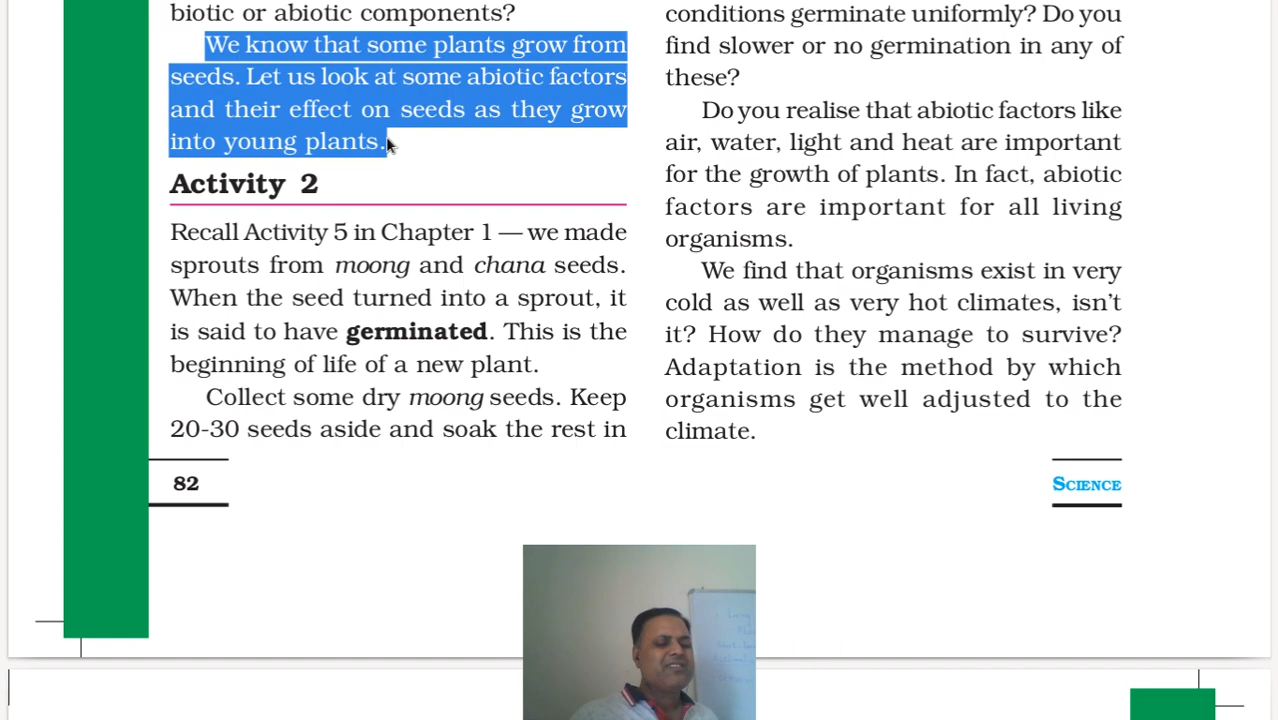 biotic or abiotic components?
We know that some plants grow from
seeds. Let us look at some abiotic factors
and their effect on seeds as they grow
into young plants.
Activity 2
Recall Activity 5 in Chapter 1 — we made
sprouts from moong and chana seeds.
When the seed turned into a sprout, it
is said to have germinated. This is the
beginning of life of a new plant.
Collect some dry moong seeds. Keep
20-30 seeds aside and soak the rest in
82
conditions germinate uniformly? Do you
find slower or no germination in any of
these?
Do you realise that abiotic factors like
air, water, light and heat are important
for the growth of plants. In fact, abiotic
factors are important for all living
organisms.
We find that organisms exist in very
cold as well as very hot climates, isn’t
it? How do they manage to survive?
Adaptation is the method by which
organisms get well adjusted to the
climate.
SCIENCE